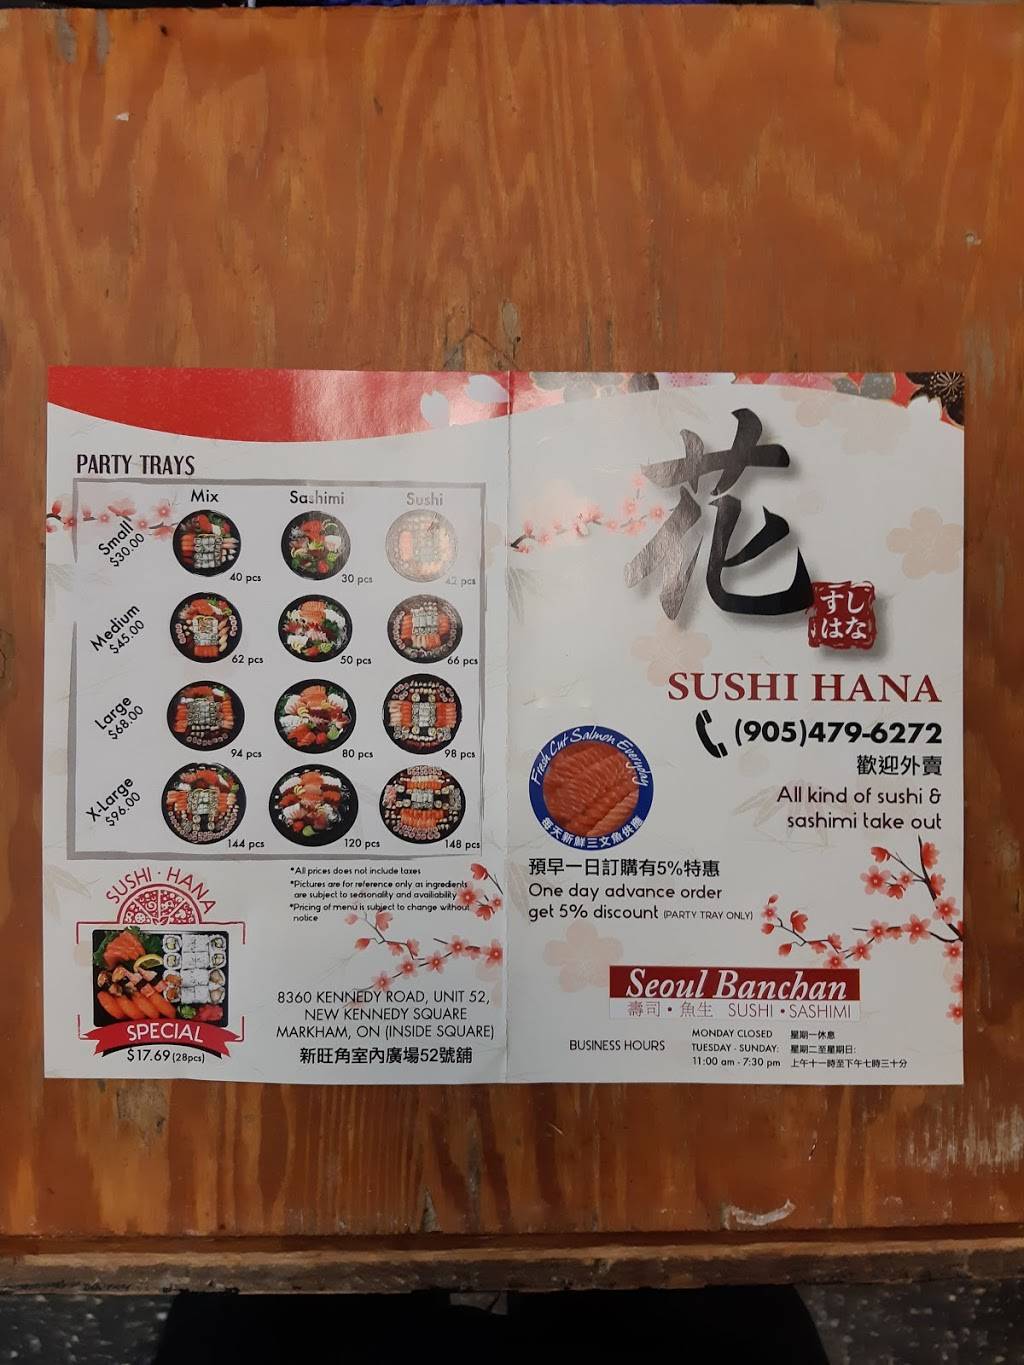 PARTY TRAYS
Mix Sashimi Sushi
Small
$30.00
40 pcs 30 pcs 42 pcs
Medium
$45.00
62 pcs 50 pcs 66 pcs
Large
$68.00
94 pcs 80 pcs 98 pcs
X-Large
$96.00
144 pcs 120 pcs 148 pcs
SUSHI · HANA
SPECIAL
$17.69 (28pcs)
*All prices does not include taxes
*Pictures are for reference only as ingredients
are subject to seasonality and availiability
*Pricing of menu is subject to change without
notice
8360 KENNEDY ROAD, UNIT 52,
NEW KENNEDY SQUARE
MARKHAM, ON (INSIDE SQUARE)
新旺角室內廣場52號舖
花
すし
はな
SUSHI HANA
(905)479-6272
歡迎外賣
All kind of sushi &
sashimi take out
Fresh Cut Salmon Everyday
每天新鮮三文魚供應
預早一日訂購有5%特惠
One day advance order
get 5% discount (PARTY TRAY ONLY)
Seoul Banchan
壽司・魚生 SUSHI • SASHIMI
BUSINESS HOURS
MONDAY CLOSED 星期一休息
TUESDAY - SUNDAY: 星期二至星期日:
11:00 am - 7:30 pm 上午十一時至下午七時三十分